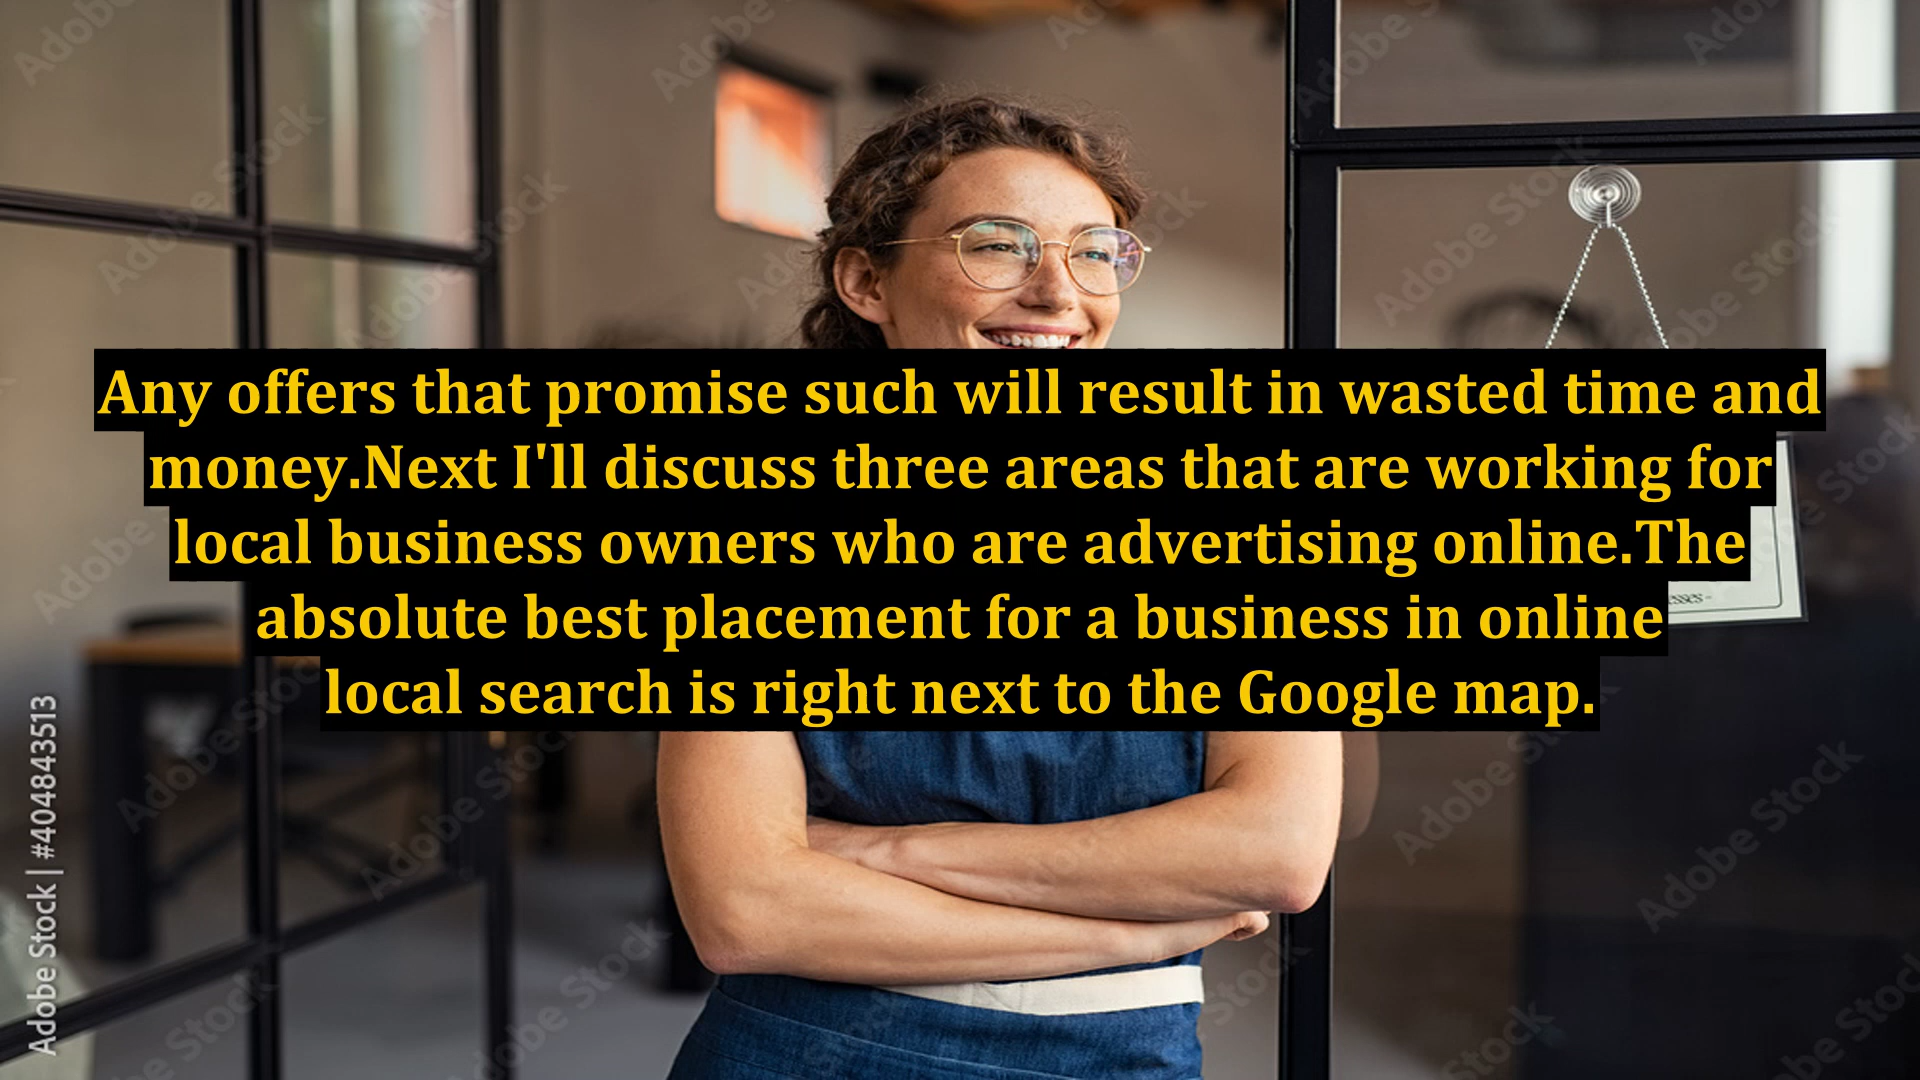 Any offers that promise such will result in wasted time and
money.Next I'll discuss three areas that are working for
local business owners who are advertising online.The
absolute best placement for a business in online
local search is right next to the Google map.
Adobe Stock | #404843513
Adobe Stock